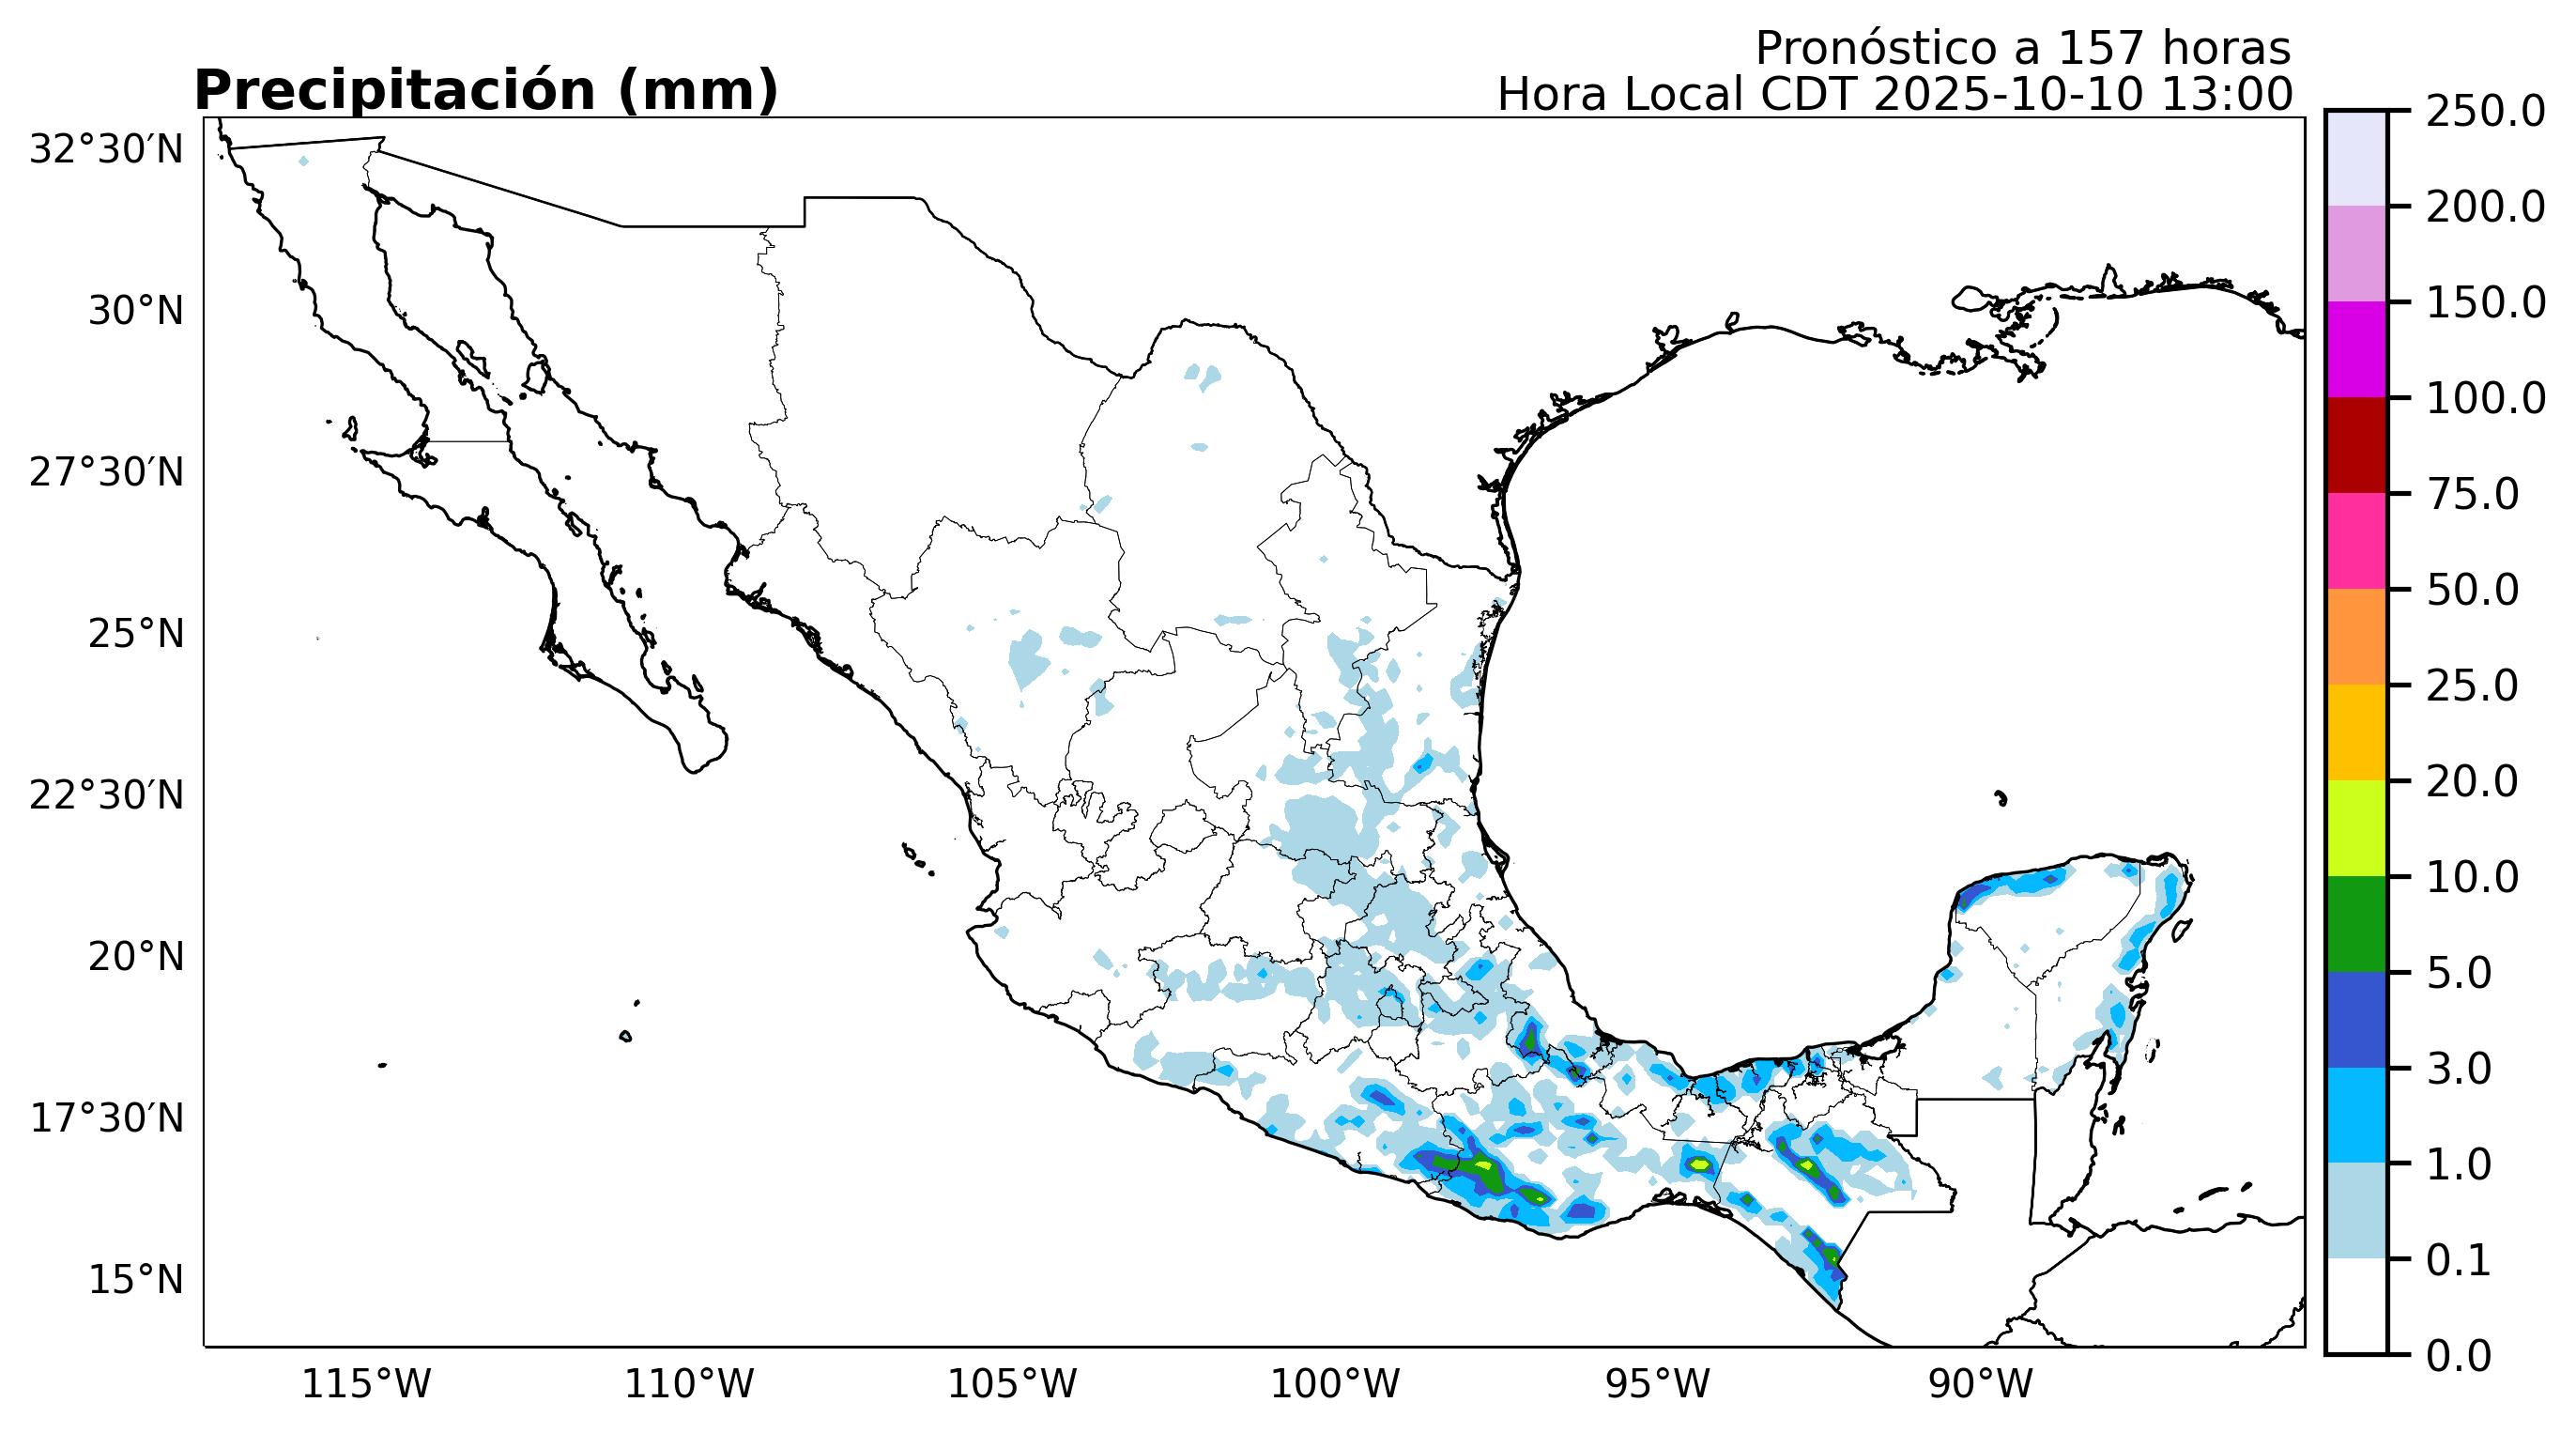 Pronóstico a 157 horas
Precipitación (mm)
Hora Local CDT 2025-10-10 13:00
32°30′N
30°N
27°30′N
25°N
22°30′N
20°N
17°30′N
15°N
115°W
110°W
105°W
100°W
95°W
90°W
250.0
200.0
150.0
100.0
75.0
50.0
25.0
20.0
10.0
5.0
3.0
1.0
0.1
0.0